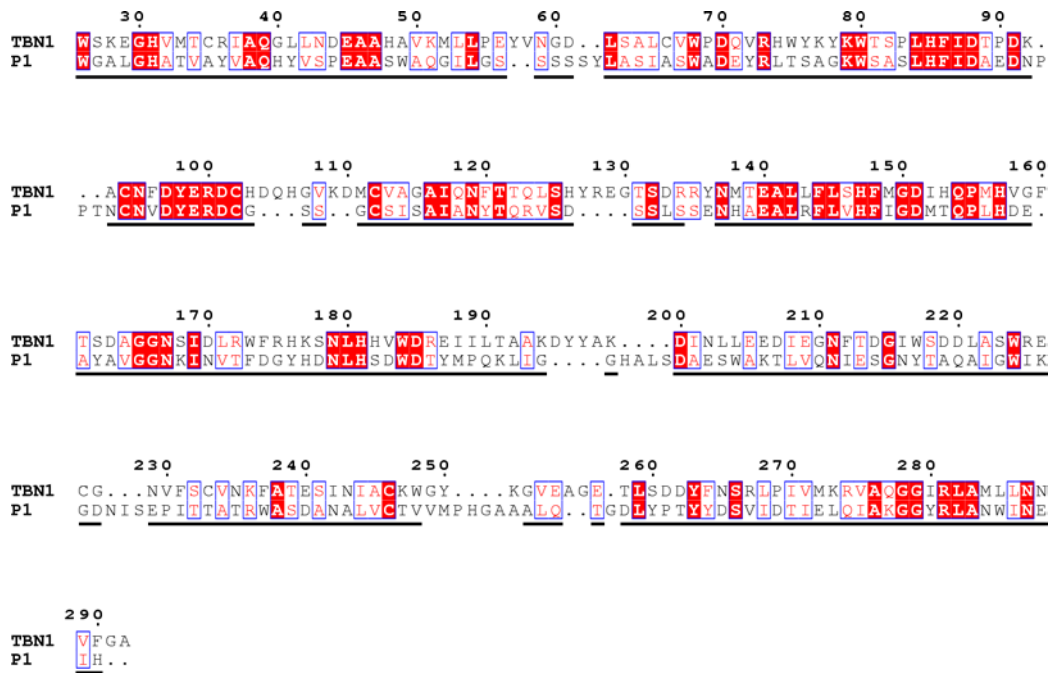 30 40 50 60 70 80 90
TBN1 WSKEGHVMTCRIAQGLLNDEAAHAVKMLLPEYVNGD..LSALCVWPDQVRHWYKYKWTSPLHFIDTPDK.
P1 WGALGHATVAYVAQHYVSPEAASWAQGILGS..SSSSYLASIASWADEYRLTSAGKWSASLHFIDAEDNP
100 110 120 130 140 150 160
TBN1 ..ACNFDYERDCHDQHGVKDMCVAGAIQNFTTQLSHYREGTSDRRYNMTEALLFLSHFMGDIHQPMHVGF
P1 PTNCNVDYERDCG...SS..GCSISAIANYTQRVSD....SSLSSENHAEALRFLVHFIGDMTQPLHDE.
170 180 190 200 210 220
TBN1 TSDAGGNSIDLRWFRHKSNLHHVWDREIILTAAKDYYAK....DINLLEEDIEGNFTDGIWSDDLASWRE
P1 AYAVGGNKINVTFDGYHDNLHSDWDTYMPQKLIG....GHALSDAESWAKTLVQNIESGNYTAQAIGWIK
230 240 250 260 270 280
TBN1 CG...NVFSCVNKFATESINIACKWGY....KGVEAGE.TLSDDYFNSRLPIVMKRVAQGGIRLAMLLNN
P1 GDNISEPITTATRWASDANALVCTVVMPHGAAALQ..TGDLYPTYYDSVIDTIELQIAKGGYRLANWINE
290
TBN1 VFGA
P1 IH..